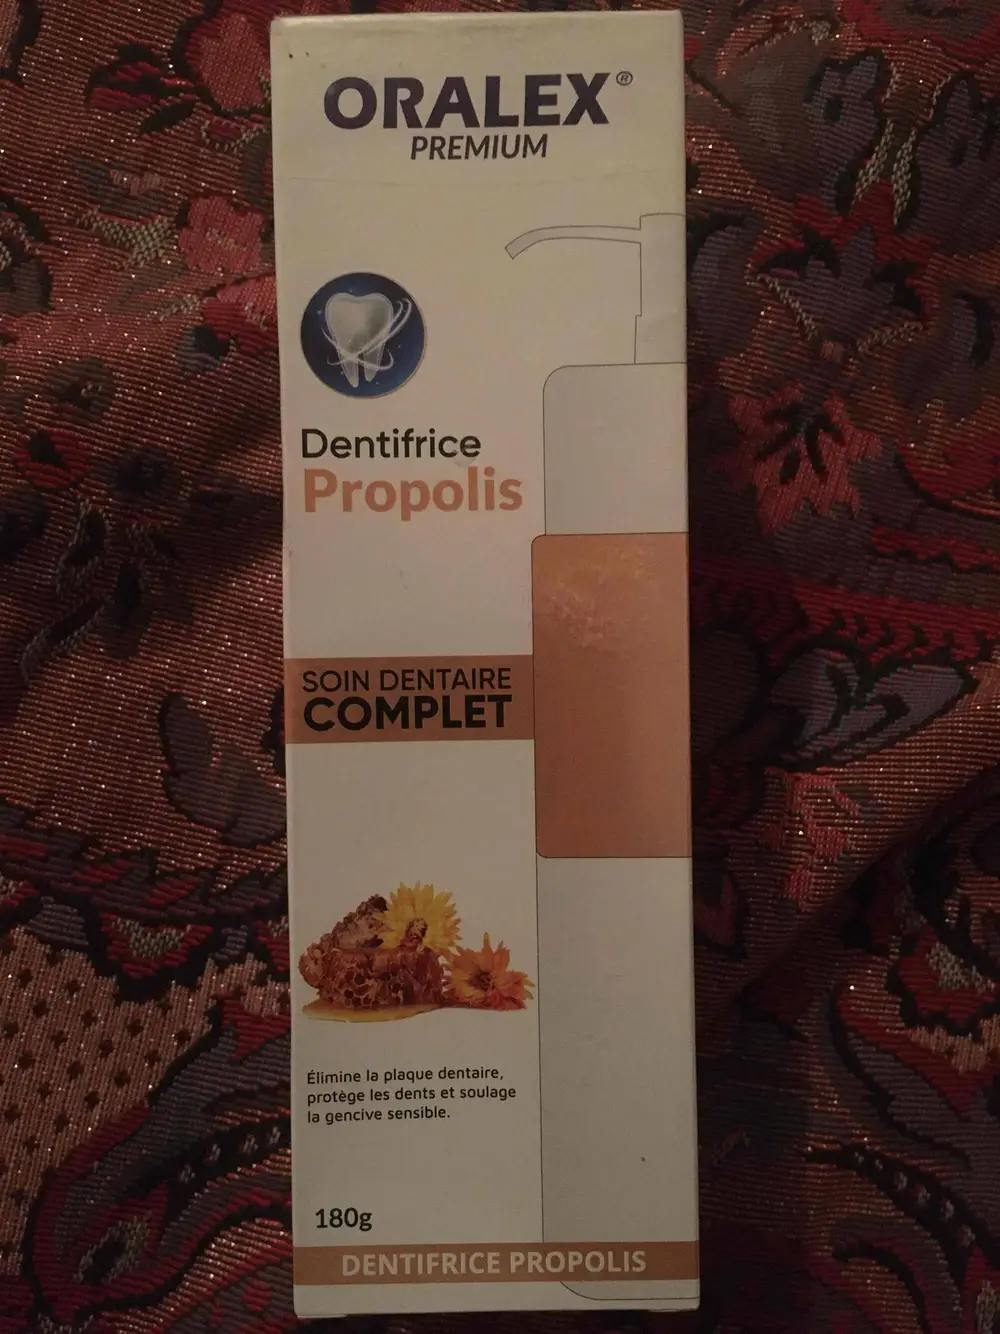 ORALEX®
PREMIUM
Dentifrice
Propolis
SOIN DENTAIRE
COMPLET
Élimine la plaque dentaire,
protège les dents et soulage
la gencive sensible.
180g
DENTIFRICE PROPOLIS